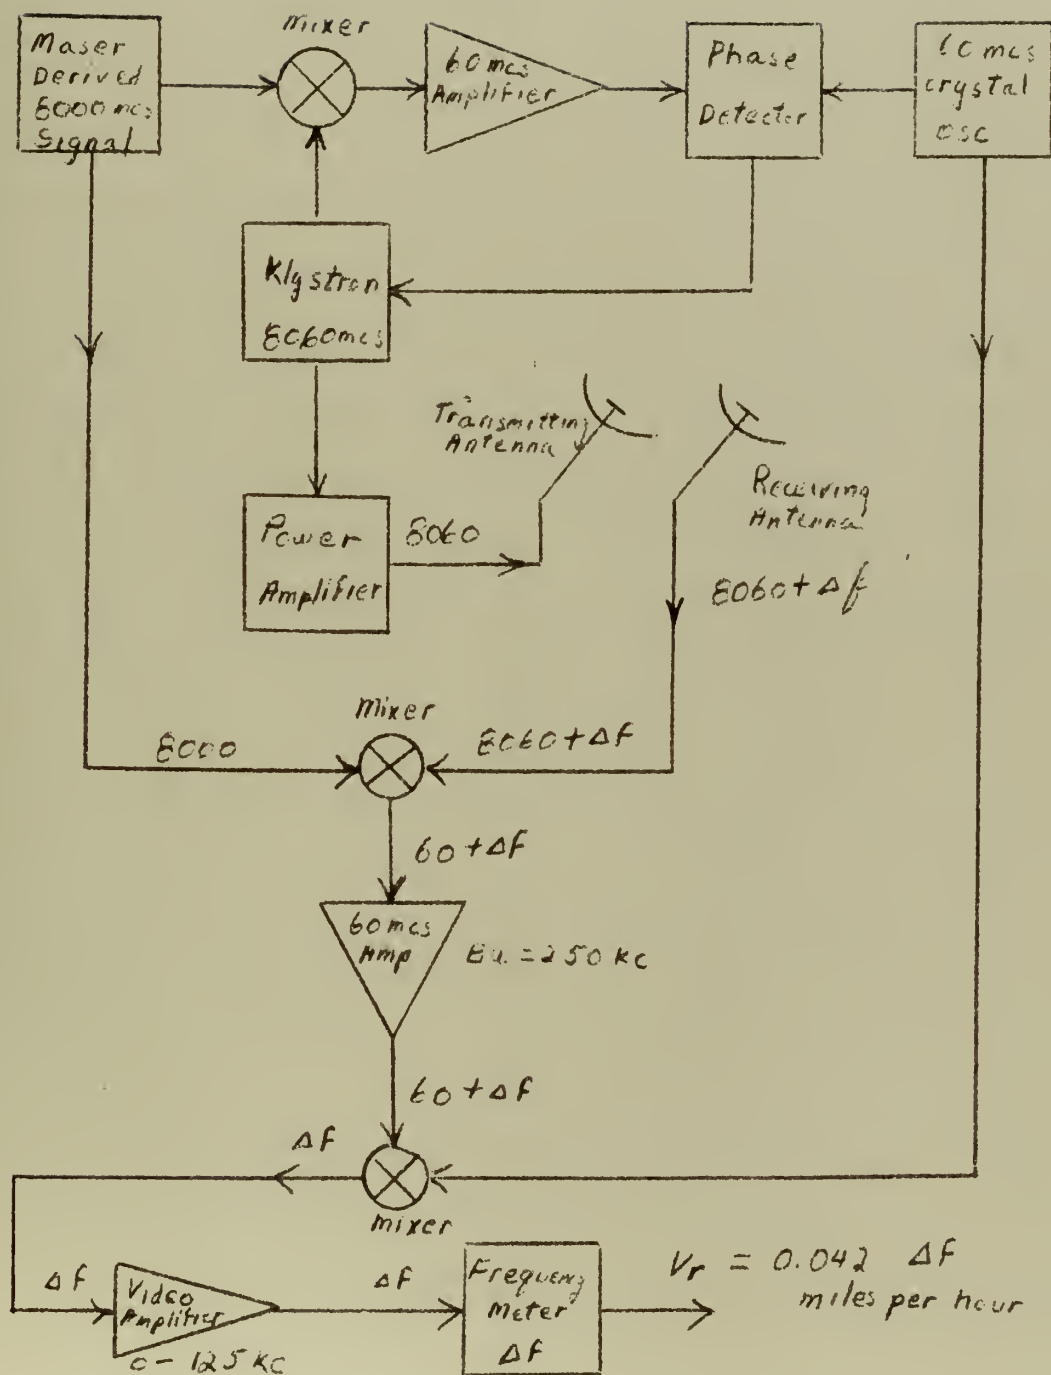 Maser
Derived
8000 mcs
Signal
Mixer
60 mcs
Amplifier
Phase
Detector
60 mcs
crystal
osc
Klystron
8060 mcs
Transmitting
Antenna
Receiving
Antenna
Power
Amplifier
8060
8060 + Δf
Mixer
8000
8060 + Δf
60 + Δf
60 mcs
Amp
Bw. = 250 kc
60 + Δf
Δf
Mixer
Δf
Video
Amplifier
0 - 125 kc
Δf
Frequency
Meter
Δf
Vr = 0.042 Δf
miles per hour